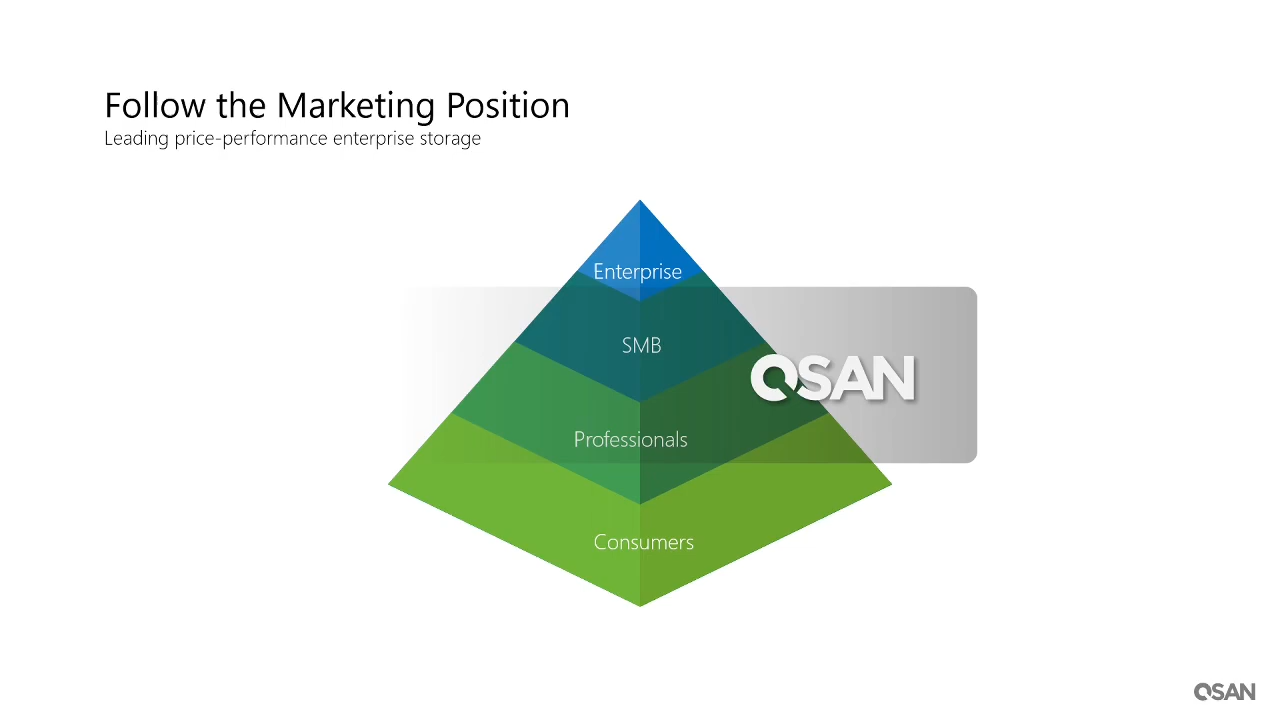 Follow the Marketing Position
Leading price-performance enterprise storage
Enterprise
SMB
QSAN
Professionals
Consumers
QSAN